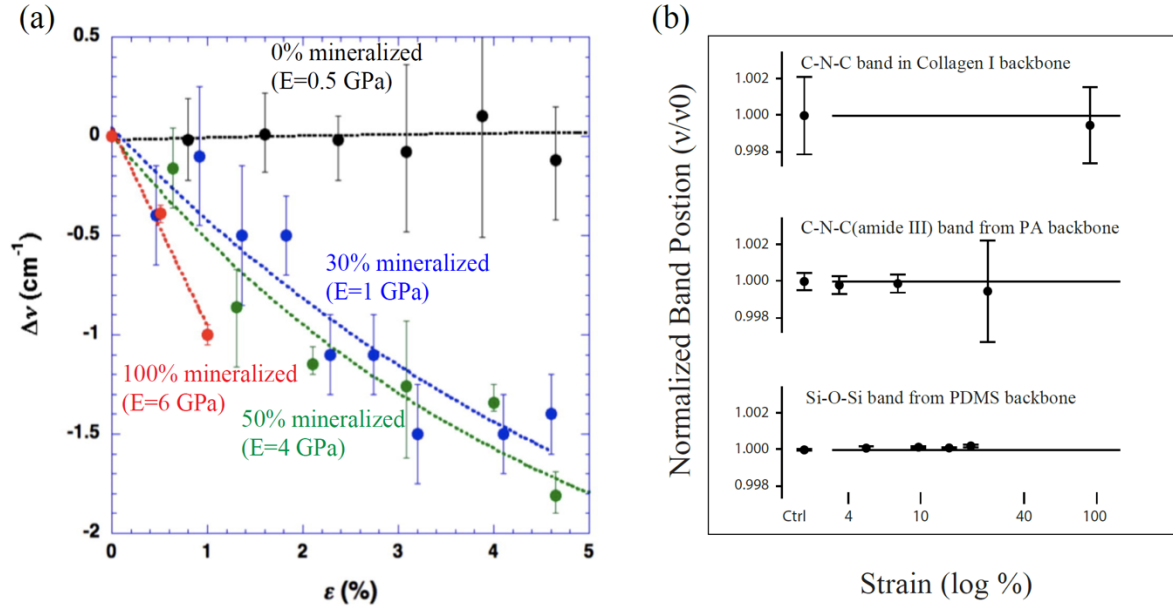 (a)
0.5
0
-0.5
-1
-1.5
-2
Δν (cm⁻¹)
0% mineralized
(E=0.5 GPa)
30% mineralized
(E=1 GPa)
100% mineralized
(E=6 GPa)
50% mineralized
(E=4 GPa)
0 1 2 3 4 5
ε (%)
(b)
Normalized Band Postion (ν/ν0)
C-N-C band in Collagen I backbone
1.002
1.000
0.998
C-N-C(amide III) band from PA backbone
1.002
1.000
0.998
Si-O-Si band from PDMS backbone
1.002
1.000
0.998
Ctrl 4 10 40 100
Strain (log %)